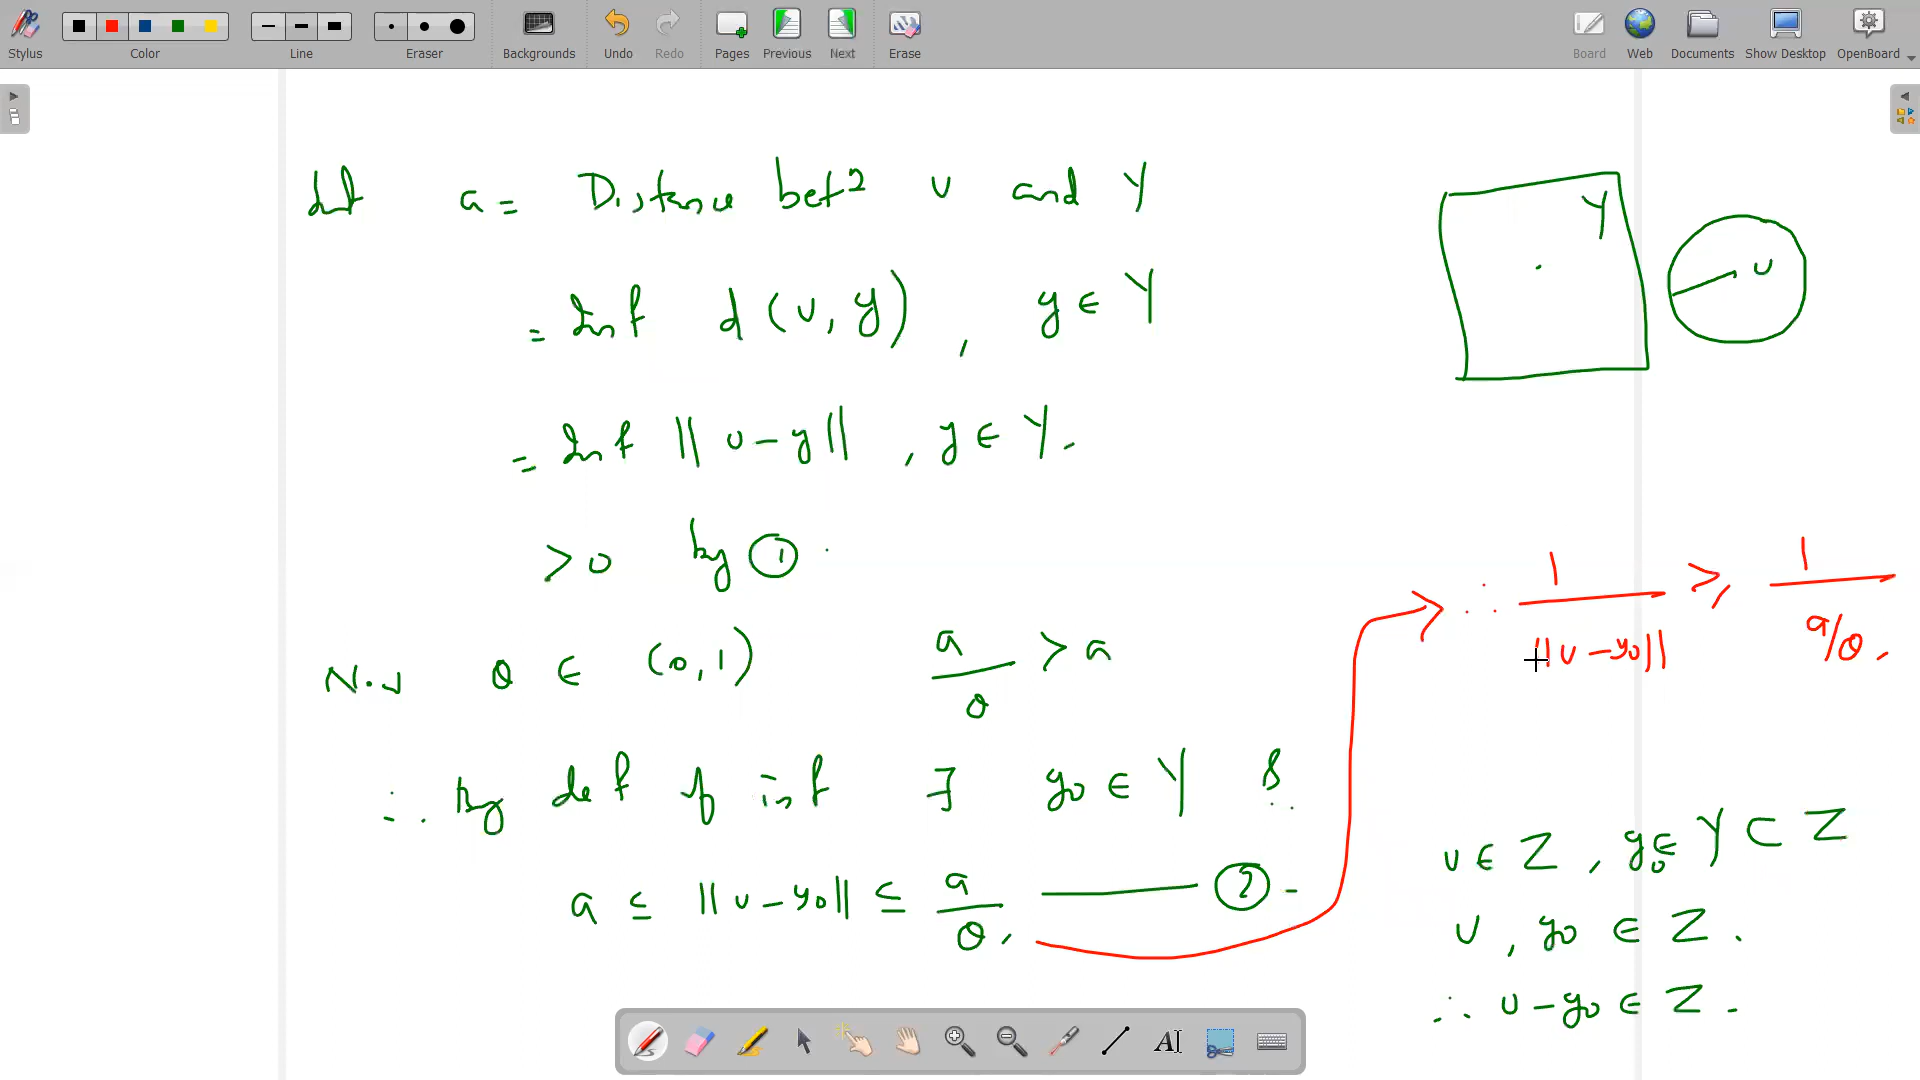 Stylus Color Line Eraser Backgrounds Undo Redo Pages Previous Next Erase Board Web Documents Show Desktop OpenBoard
Let a = Distance betⁿ v and Y
Y
v
= Inf d(v, y) , y ∈ Y
= Inf ||v - y|| , y ∈ Y.
> 0 by ①.
Now θ ∈ (0,1) a/θ > a
∴ By def of inf ∃ y₀ ∈ Y s.
a ≤ ||v - y₀|| ≤ a/θ, ——— ②.
∴ 1/||v - y₀|| ≥ 1/(a/θ).
v ∈ Z, y₀ ∈ Y ⊂ Z
v, y₀ ∈ Z.
∴ v - y₀ ∈ Z.